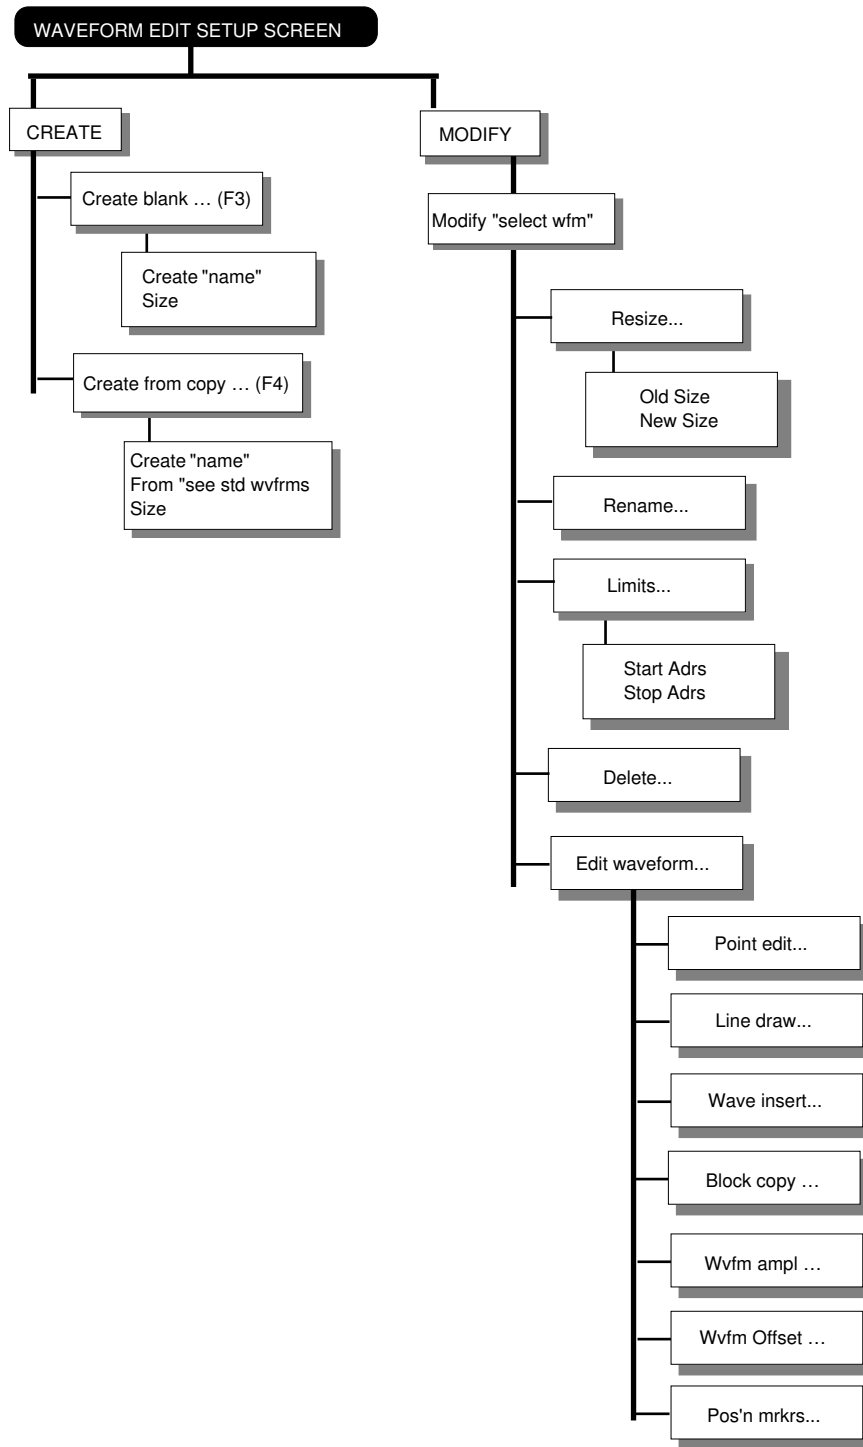 WAVEFORM EDIT SETUP SCREEN
CREATE
Create blank … (F3)
Create "name"
Size
Create from copy … (F4)
Create "name"
From "see std wvfrms
Size
MODIFY
Modify "select wfm"
Resize...
Old Size
New Size
Rename...
Limits...
Start Adrs
Stop Adrs
Delete...
Edit waveform...
Point edit...
Line draw...
Wave insert...
Block copy …
Wvfm ampl …
Wvfm Offset …
Pos'n mrkrs...